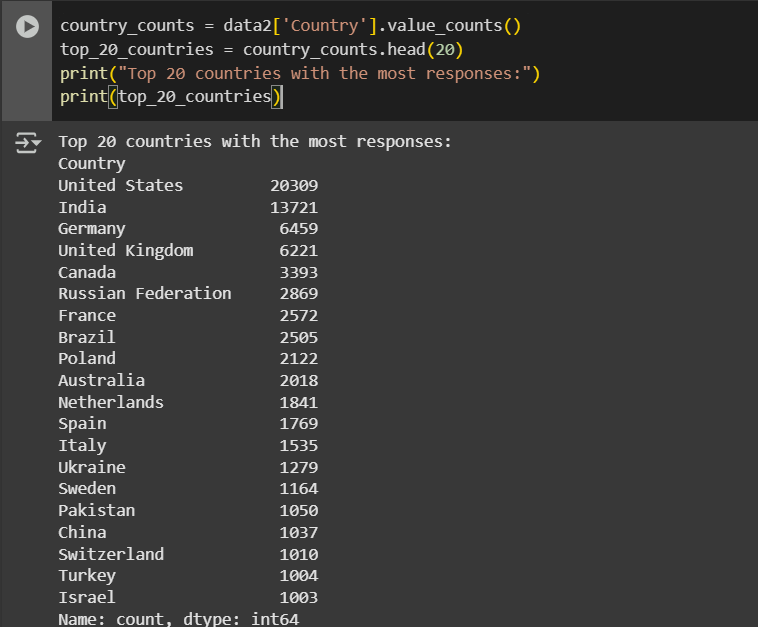 country_counts = data2['Country'].value_counts()
top_20_countries = country_counts.head(20)
print("Top 20 countries with the most responses:")
print(top_20_countries)
Top 20 countries with the most responses:
Country
United States         20309
India                 13721
Germany                6459
United Kingdom         6221
Canada                 3393
Russian Federation     2869
France                 2572
Brazil                 2505
Poland                 2122
Australia              2018
Netherlands            1841
Spain                  1769
Italy                  1535
Ukraine                1279
Sweden                 1164
Pakistan               1050
China                  1037
Switzerland            1010
Turkey                 1004
Israel                 1003
Name: count, dtype: int64